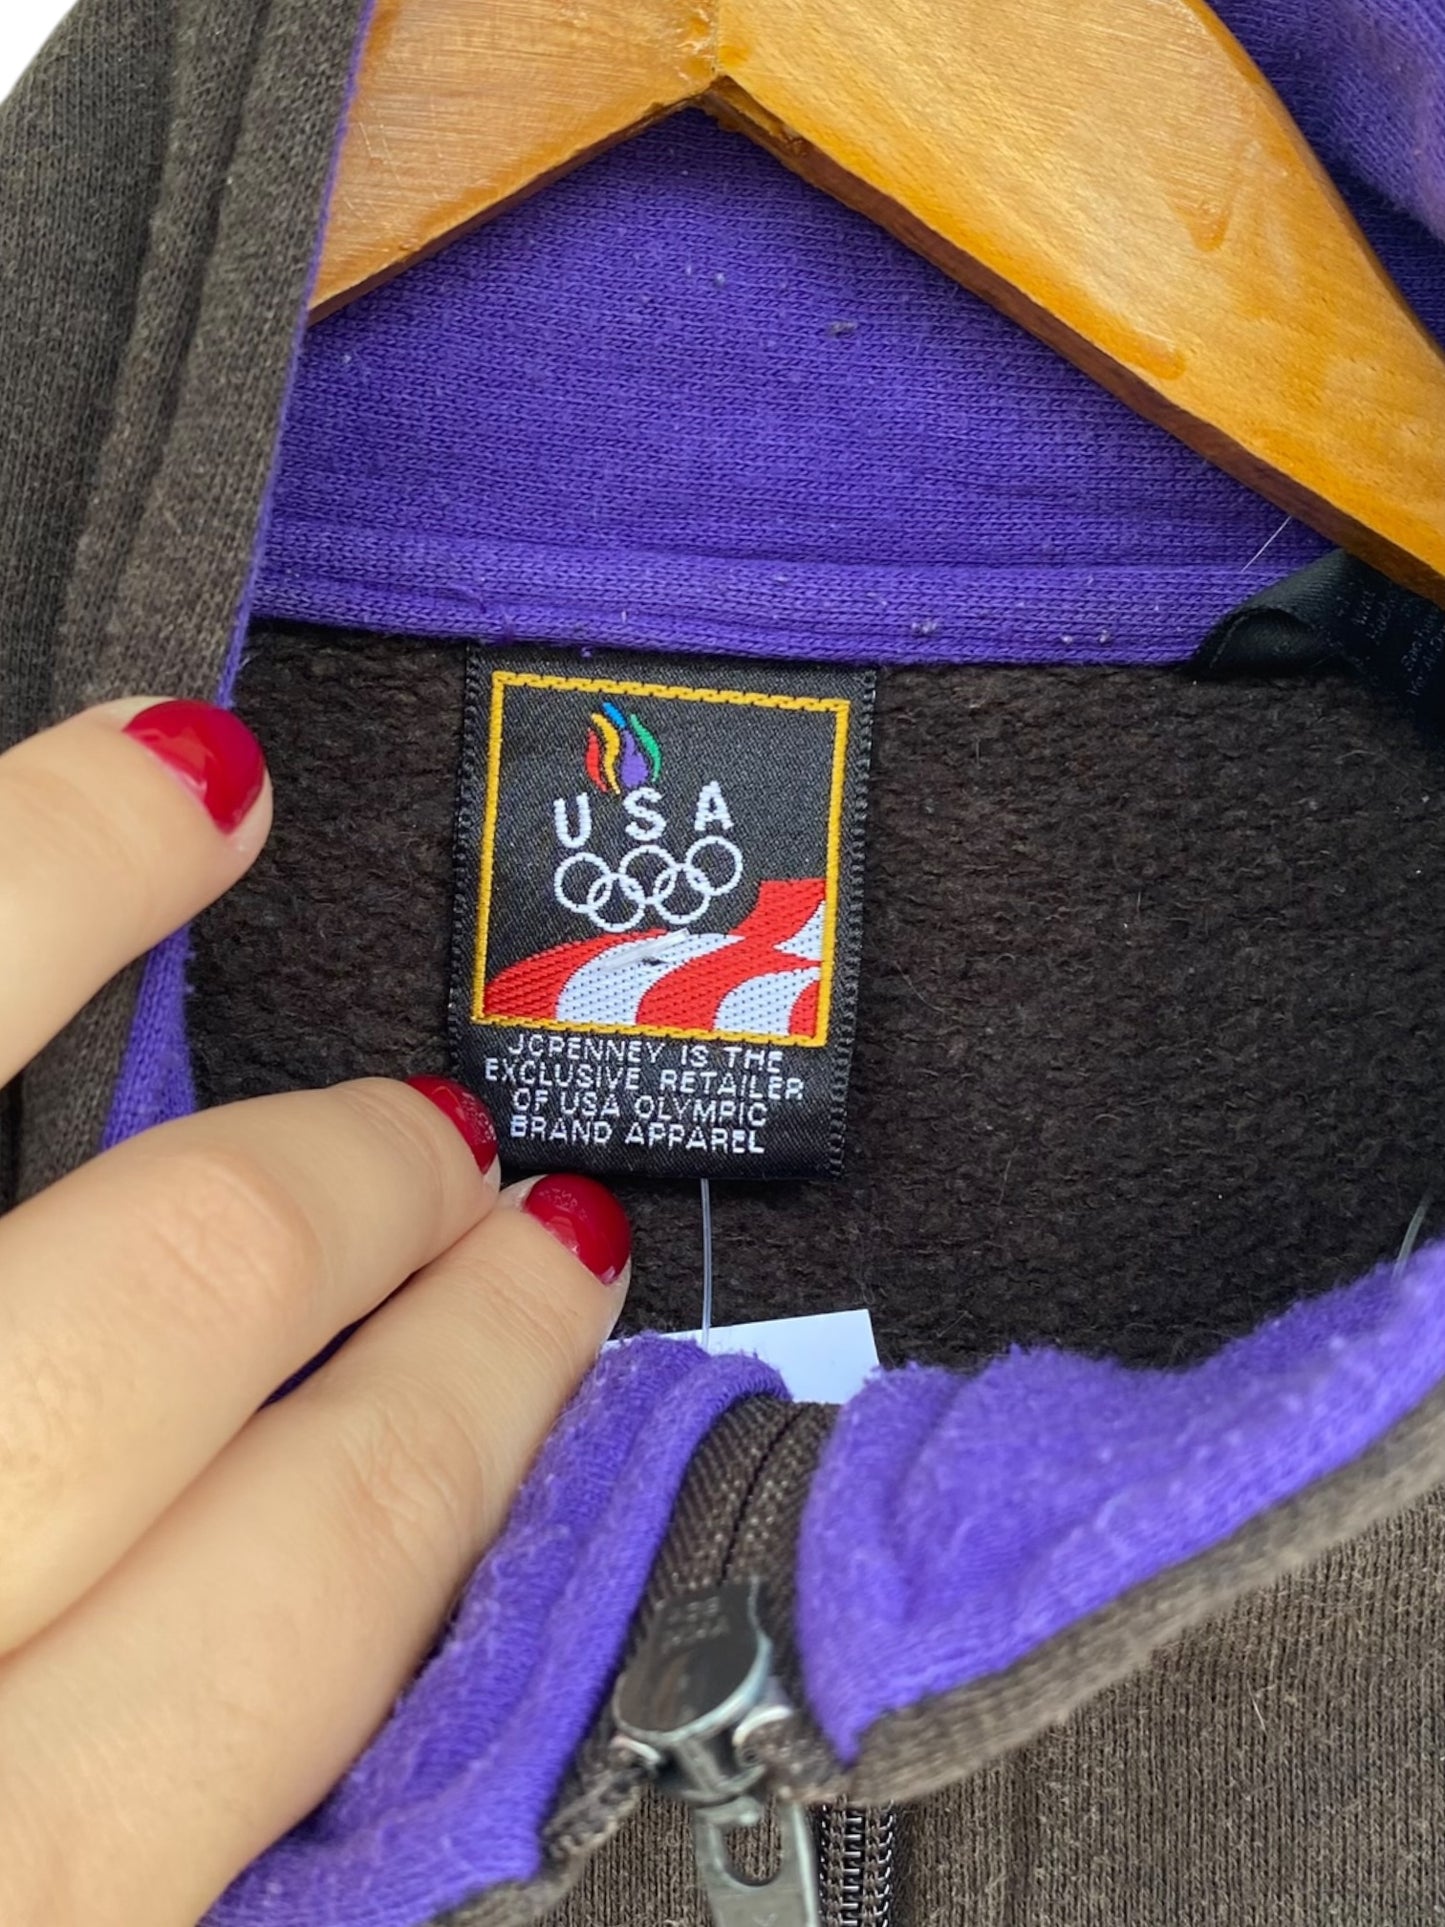 USA
JCPENNEY IS THE
EXCLUSIVE RETAILER
OF USA OLYMPIC
BRAND APPAREL